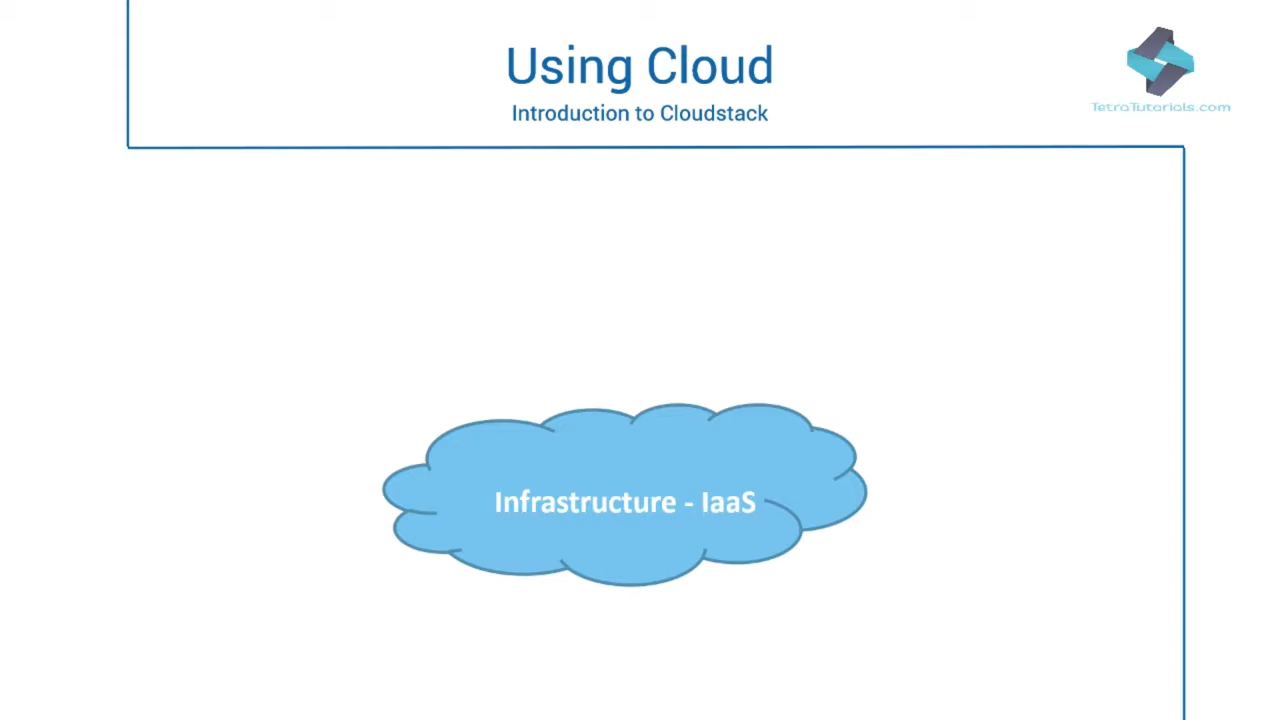 Using Cloud
Introduction to Cloudstack
TetraTutorials.com
Infrastructure - IaaS